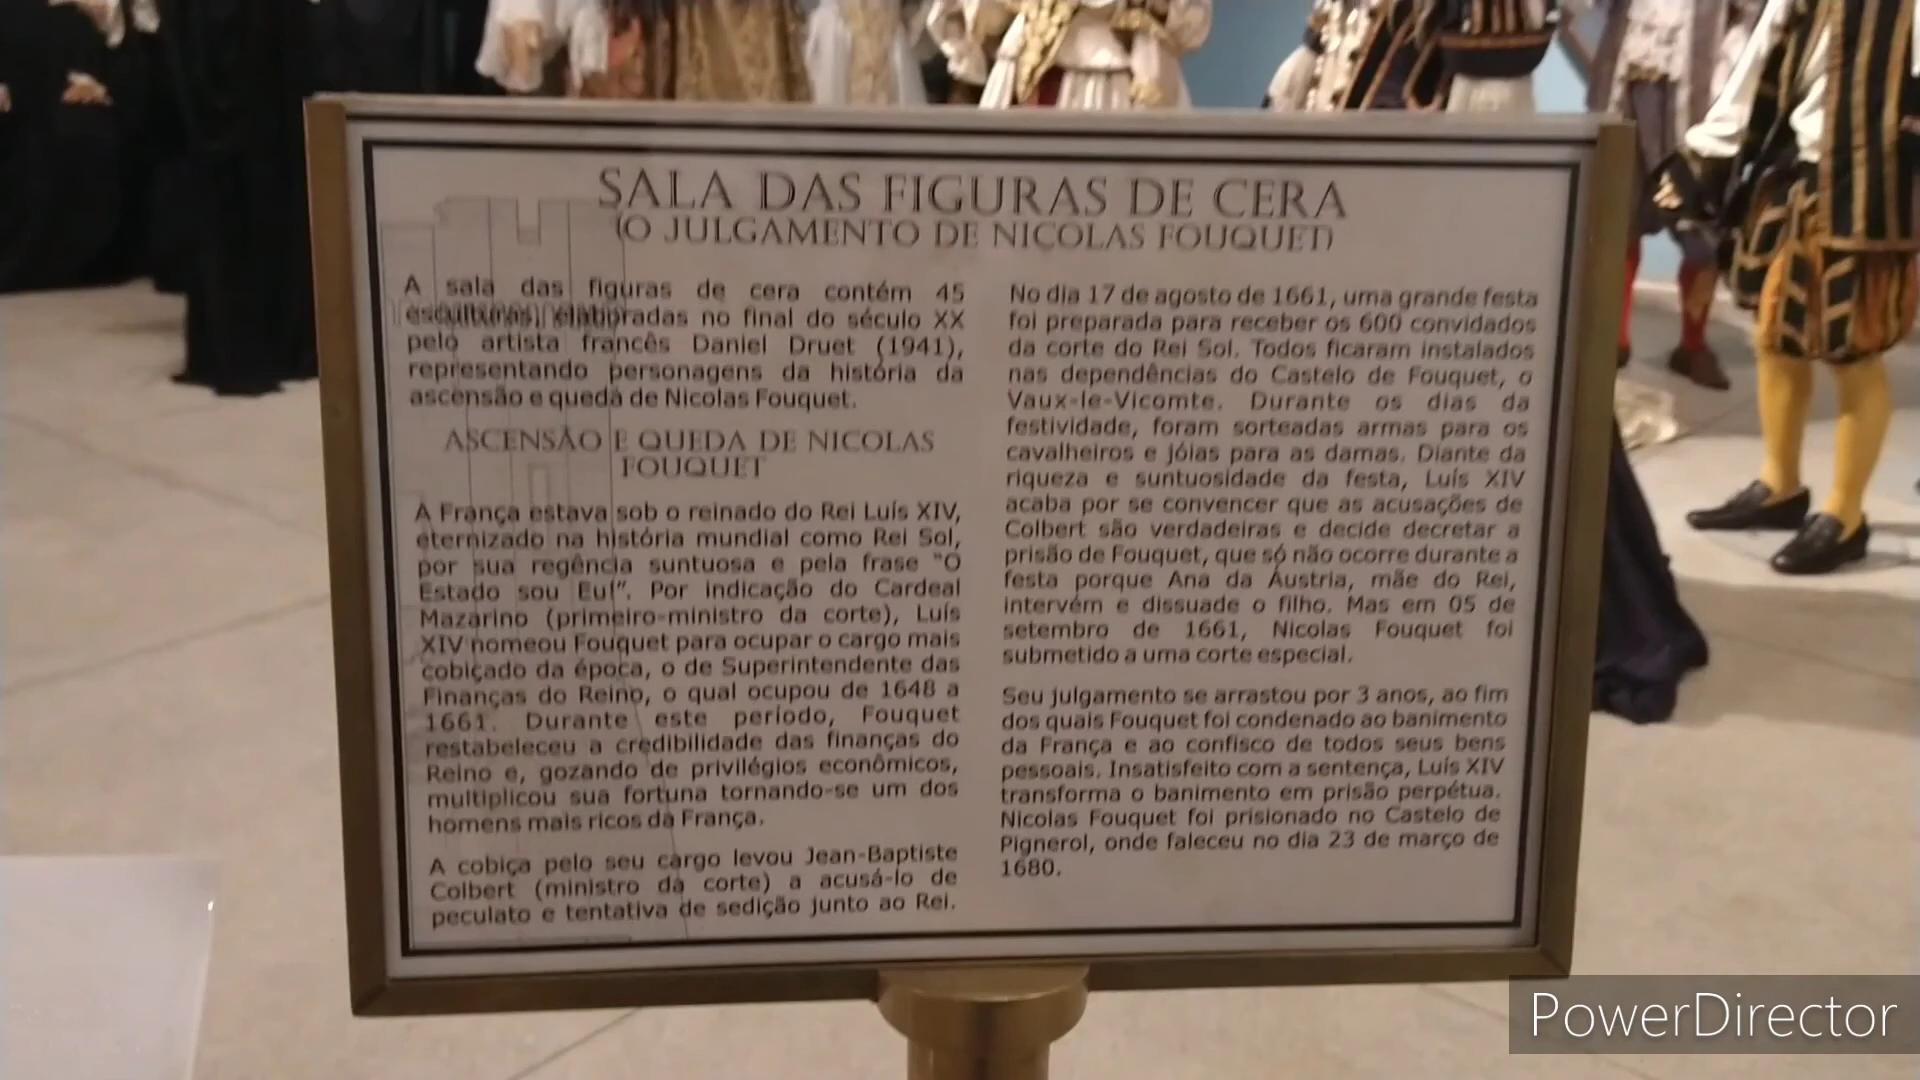 SALA DAS FIGURAS DE CERA
(O JULGAMENTO DE NICOLAS FOUQUET)
A sala das figuras de cera contém 45
esculturas, elaboradas no final do século XX
pelo artista francês Daniel Druet (1941),
representando personagens da história da
ascensão e queda de Nicolas Fouquet.
ASCENSÃO E QUEDA DE NICOLAS
FOUQUET
A França estava sob o reinado do Rei Luís XIV,
eternizado na história mundial como Rei Sol,
por sua regência suntuosa e pela frase "O
Estado sou Eu!". Por indicação do Cardeal
Mazarino (primeiro-ministro da corte), Luís
XIV nomeou Fouquet para ocupar o cargo mais
cobiçado da época, o de Superintendente das
Finanças do Reino, o qual ocupou de 1648 a
1661. Durante este período, Fouquet
restabeleceu a credibilidade das finanças do
Reino e, gozando de privilégios econômicos,
multiplicou sua fortuna tornando-se um dos
homens mais ricos da França.
A cobiça pelo seu cargo levou Jean-Baptiste
Colbert (ministro da corte) a acusá-lo de
peculato e tentativa de sedição junto ao Rei.
No dia 17 de agosto de 1661, uma grande festa
foi preparada para receber os 600 convidados
da corte do Rei Sol. Todos ficaram instalados
nas dependências do Castelo de Fouquet, o
Vaux-le-Vicomte. Durante os dias da
festividade, foram sorteadas armas para os
cavalheiros e jóias para as damas. Diante da
riqueza e suntuosidade da festa, Luís XIV
acaba por se convencer que as acusações de
Colbert são verdadeiras e decide decretar a
prisão de Fouquet, que só não ocorre durante a
festa porque Ana da Áustria, mãe do Rei,
intervém e dissuade o filho. Mas em 05 de
setembro de 1661, Nicolas Fouquet foi
submetido a uma corte especial.
Seu julgamento se arrastou por 3 anos, ao fim
dos quais Fouquet foi condenado ao banimento
da França e ao confisco de todos seus bens
pessoais. Insatisfeito com a sentença, Luís XIV
transforma o banimento em prisão perpétua.
Nicolas Fouquet foi prisionado no Castelo de
Pignerol, onde faleceu no dia 23 de março de
1680.
PowerDirector